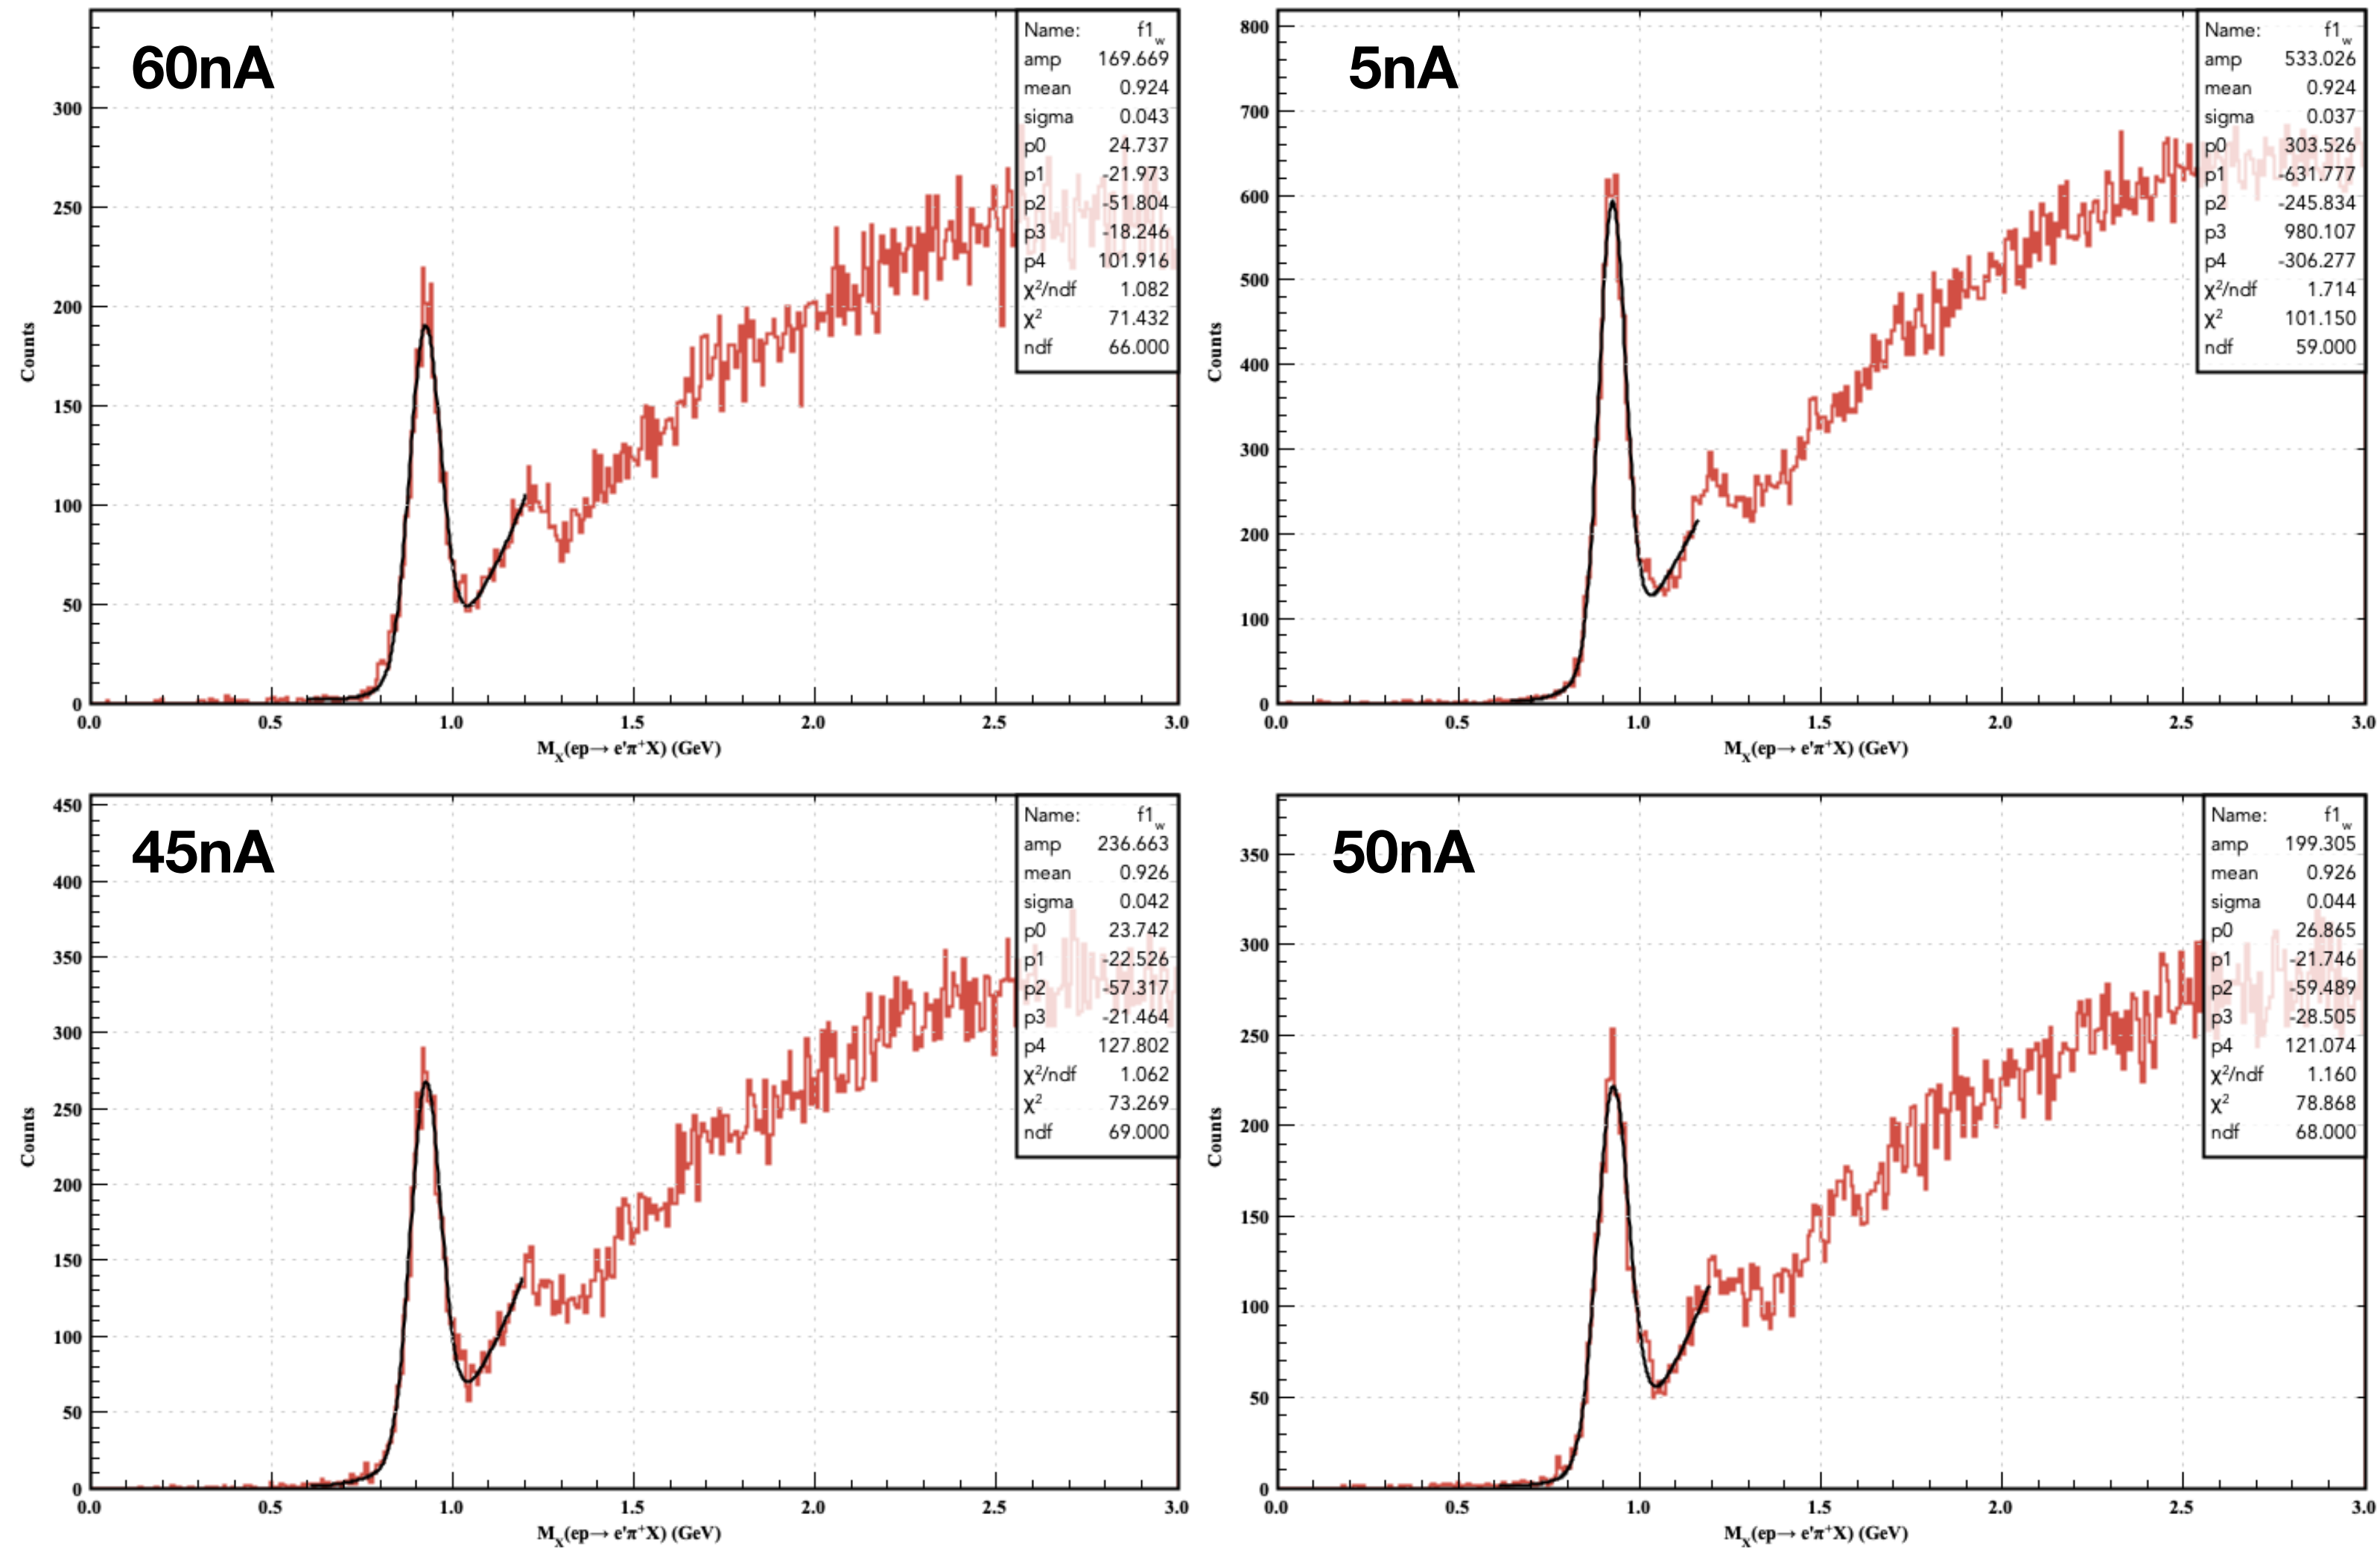 60nA
Name: f1w
amp 169.669
mean 0.924
sigma 0.043
p0 24.737
p1 -21.973
p2 -51.804
p3 -18.246
p4 101.916
χ²/ndf 1.082
χ² 71.432
ndf 66.000
300
250
200
150
100
50
0
Counts
0.0 0.5 1.0 1.5 2.0 2.5 3.0
Mx(ep→ e'π⁺X) (GeV)
5nA
Name: f1w
amp 533.026
mean 0.924
sigma 0.037
p0 303.526
p1 -631.777
p2 -245.834
p3 980.107
p4 -306.277
χ²/ndf 1.714
χ² 101.150
ndf 59.000
800
700
600
500
400
300
200
100
0
Counts
0.0 0.5 1.0 1.5 2.0 2.5 3.0
Mx(ep→ e'π⁺X) (GeV)
45nA
Name: f1w
amp 236.663
mean 0.926
sigma 0.042
p0 23.742
p1 -22.526
p2 -57.317
p3 -21.464
p4 127.802
χ²/ndf 1.062
χ² 73.269
ndf 69.000
450
400
350
300
250
200
150
100
50
0
Counts
0.0 0.5 1.0 1.5 2.0 2.5 3.0
Mx(ep→ e'π⁺X) (GeV)
50nA
Name: f1w
amp 199.305
mean 0.926
sigma 0.044
p0 26.865
p1 -21.746
p2 -59.489
p3 -28.505
p4 121.074
χ²/ndf 1.160
χ² 78.868
ndf 68.000
350
300
250
200
150
100
50
0
Counts
0.0 0.5 1.0 1.5 2.0 2.5 3.0
Mx(ep→ e'π⁺X) (GeV)